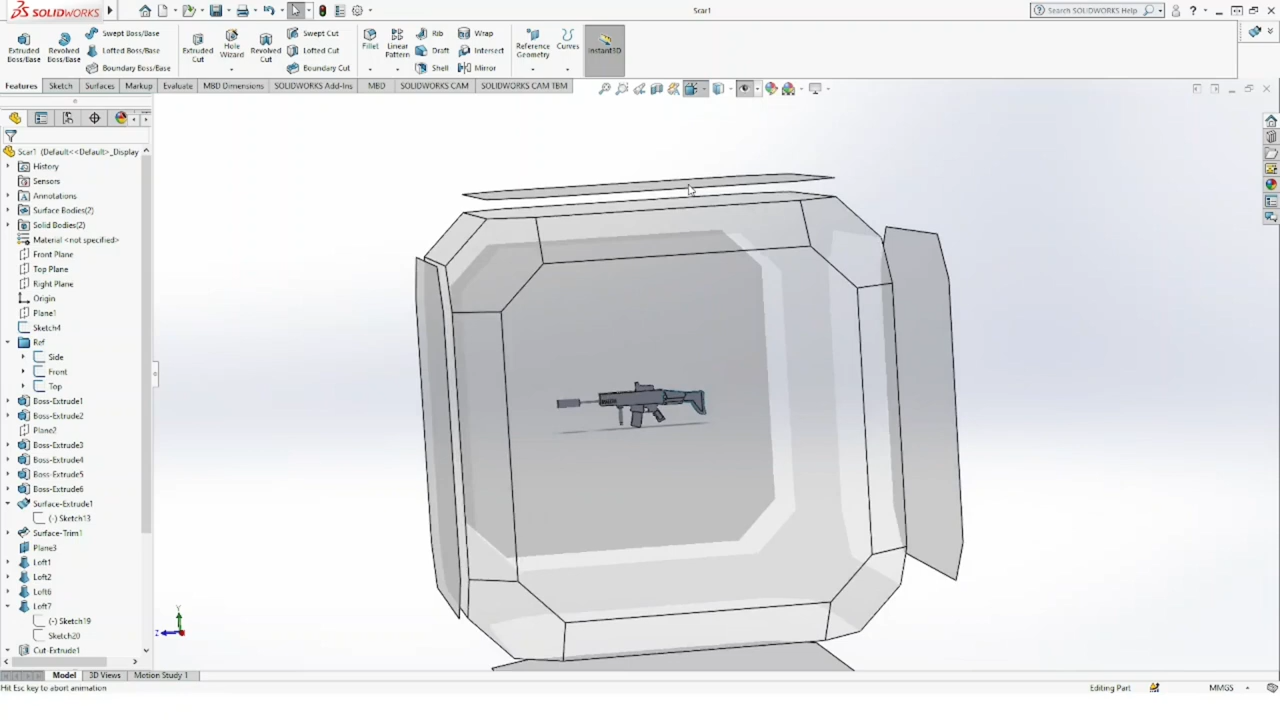 SOLIDWORKS
Scar1
Search SOLIDWORKS Help
?
Extruded Boss/Base
Revolved Boss/Base
Swept Boss/Base
Lofted Boss/Base
Boundary Boss/Base
Extruded Cut
Hole Wizard
Revolved Cut
Swept Cut
Lofted Cut
Boundary Cut
Fillet
Linear Pattern
Rib
Draft
Shell
Wrap
Intersect
Mirror
Reference Geometry
Curves
Instant3D
Features Sketch Surfaces Markup Evaluate MBD Dimensions SOLIDWORKS Add-Ins MBD SOLIDWORKS CAM SOLIDWORKS CAM TBM
Scar1 (Default<<Default>_Display
History
Sensors
Annotations
Surface Bodies(2)
Solid Bodies(2)
Material <not specified>
Front Plane
Top Plane
Right Plane
Origin
Plane1
Sketch4
Ref
Side
Front
Top
Boss-Extrude1
Boss-Extrude2
Plane2
Boss-Extrude3
Boss-Extrude4
Boss-Extrude5
Boss-Extrude6
Surface-Extrude1
(-) Sketch13
Surface-Trim1
Plane3
Loft1
Loft2
Loft6
Loft7
(-) Sketch19
Sketch20
Cut-Extrude1
Y
Z
Model 3D Views Motion Study 1
Hit Esc key to abort animation
Editing Part
MMGS